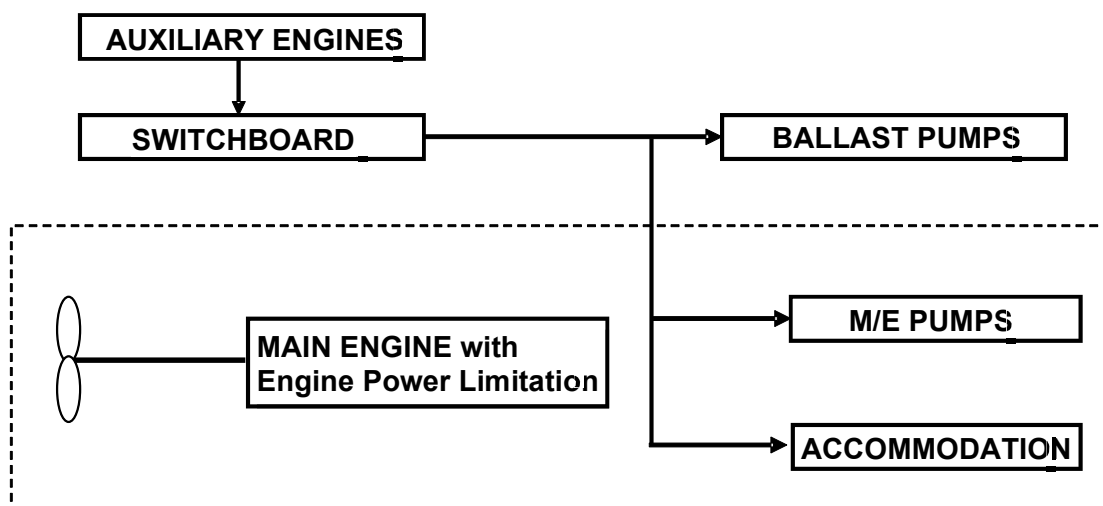 AUXILIARY ENGINES
SWITCHBOARD
BALLAST PUMPS
M/E PUMPS
MAIN ENGINE with
Engine Power Limitation
ACCOMMODATION